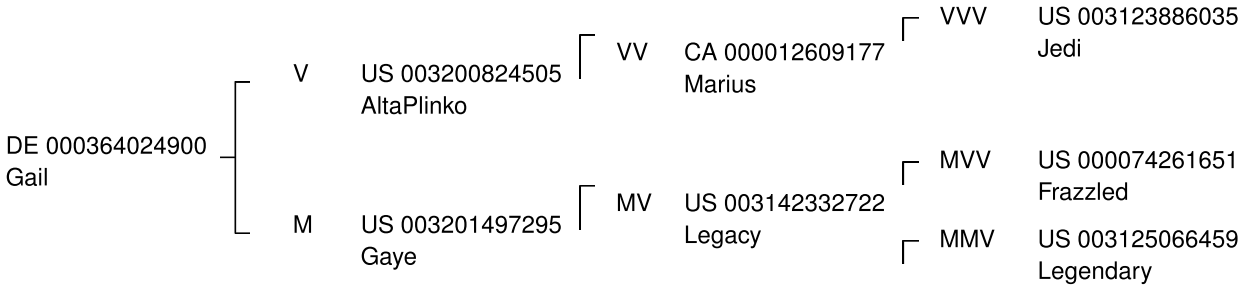 DE 000364024900
Gail
V US 003200824505
AltaPlinko
M US 003201497295
Gaye
VV CA 000012609177
Marius
MV US 003142332722
Legacy
VVV US 003123886035
Jedi
MVV US 000074261651
Frazzled
MMV US 003125066459
Legendary